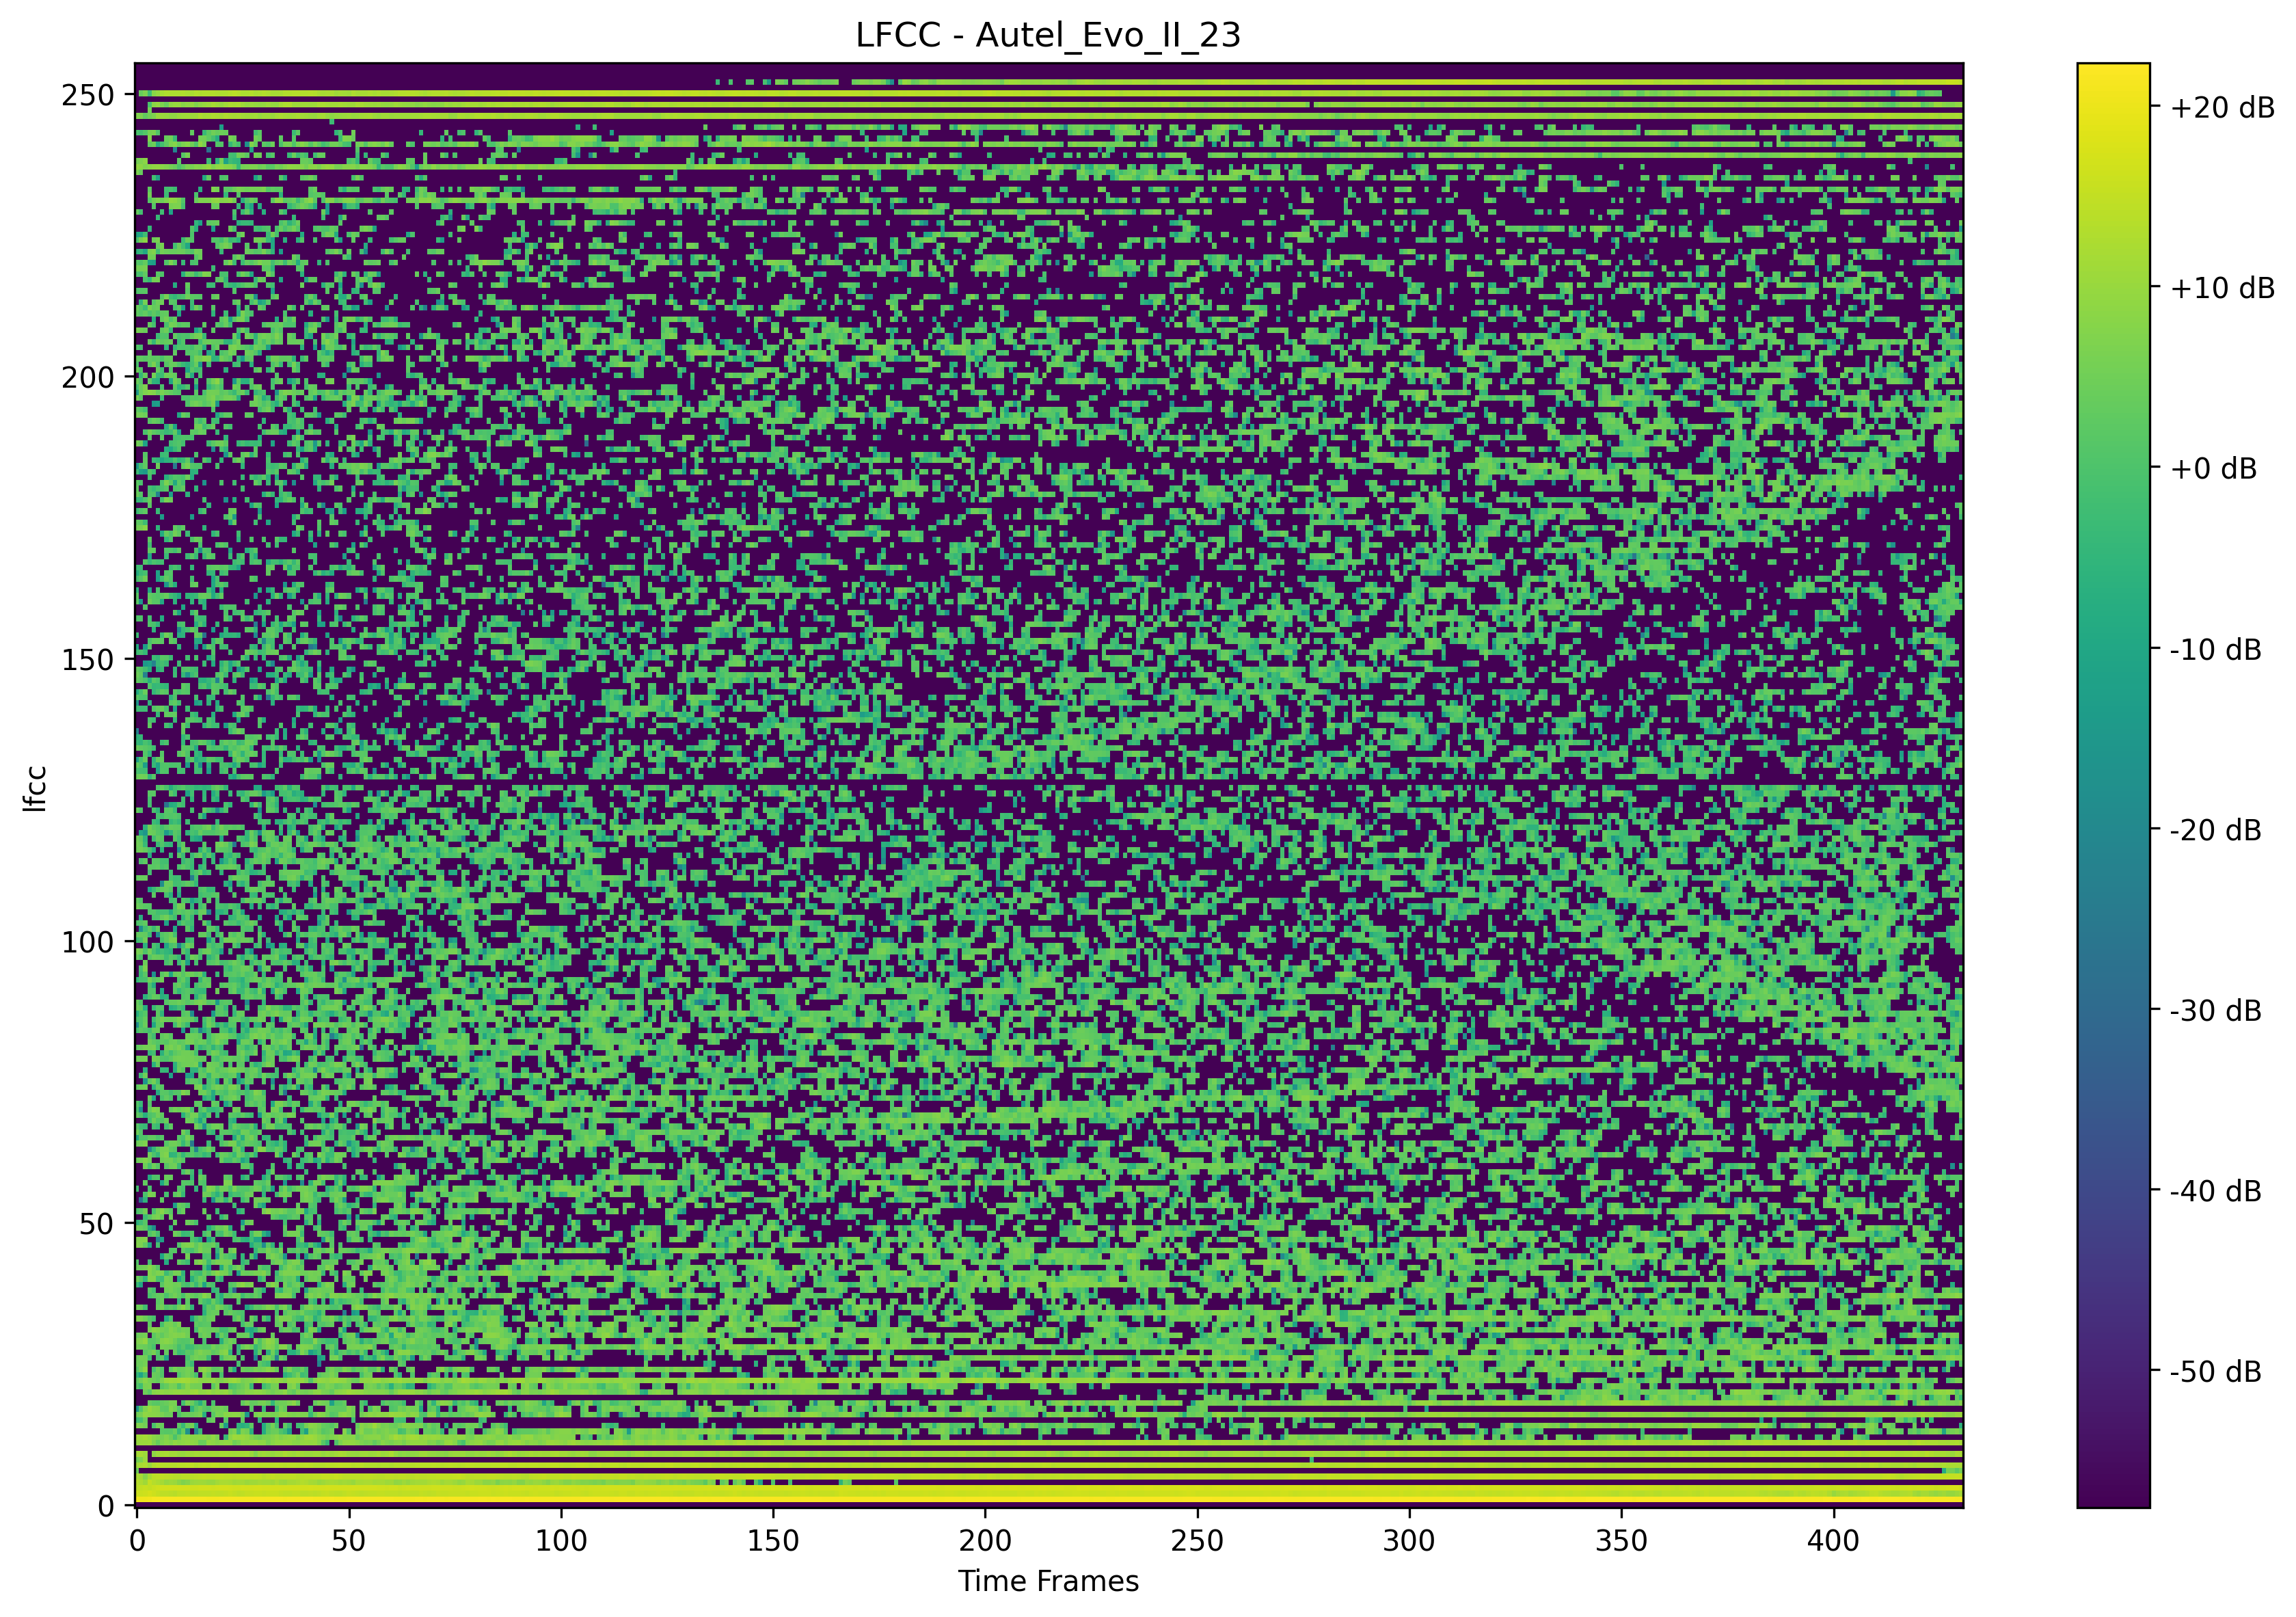 LFCC - Autel_Evo_II_23
250
200
150
100
50
0
lfcc
0 50 100 150 200 250 300 350 400
Time Frames
+20 dB
+10 dB
+0 dB
-10 dB
-20 dB
-30 dB
-40 dB
-50 dB